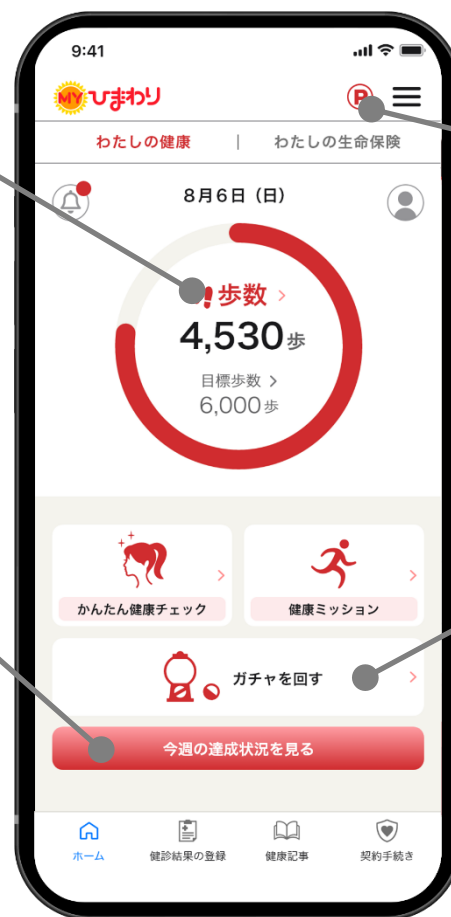 9:41
MY ひまわり
P
わたしの健康 | わたしの生命保険
8月6日（日）
歩数 >
4,530歩
目標歩数 >
6,000歩
かんたん健康チェック
健康ミッション
ガチャを回す
今週の達成状況を見る
ホーム
健診結果の登録
健康記事
契約手続き